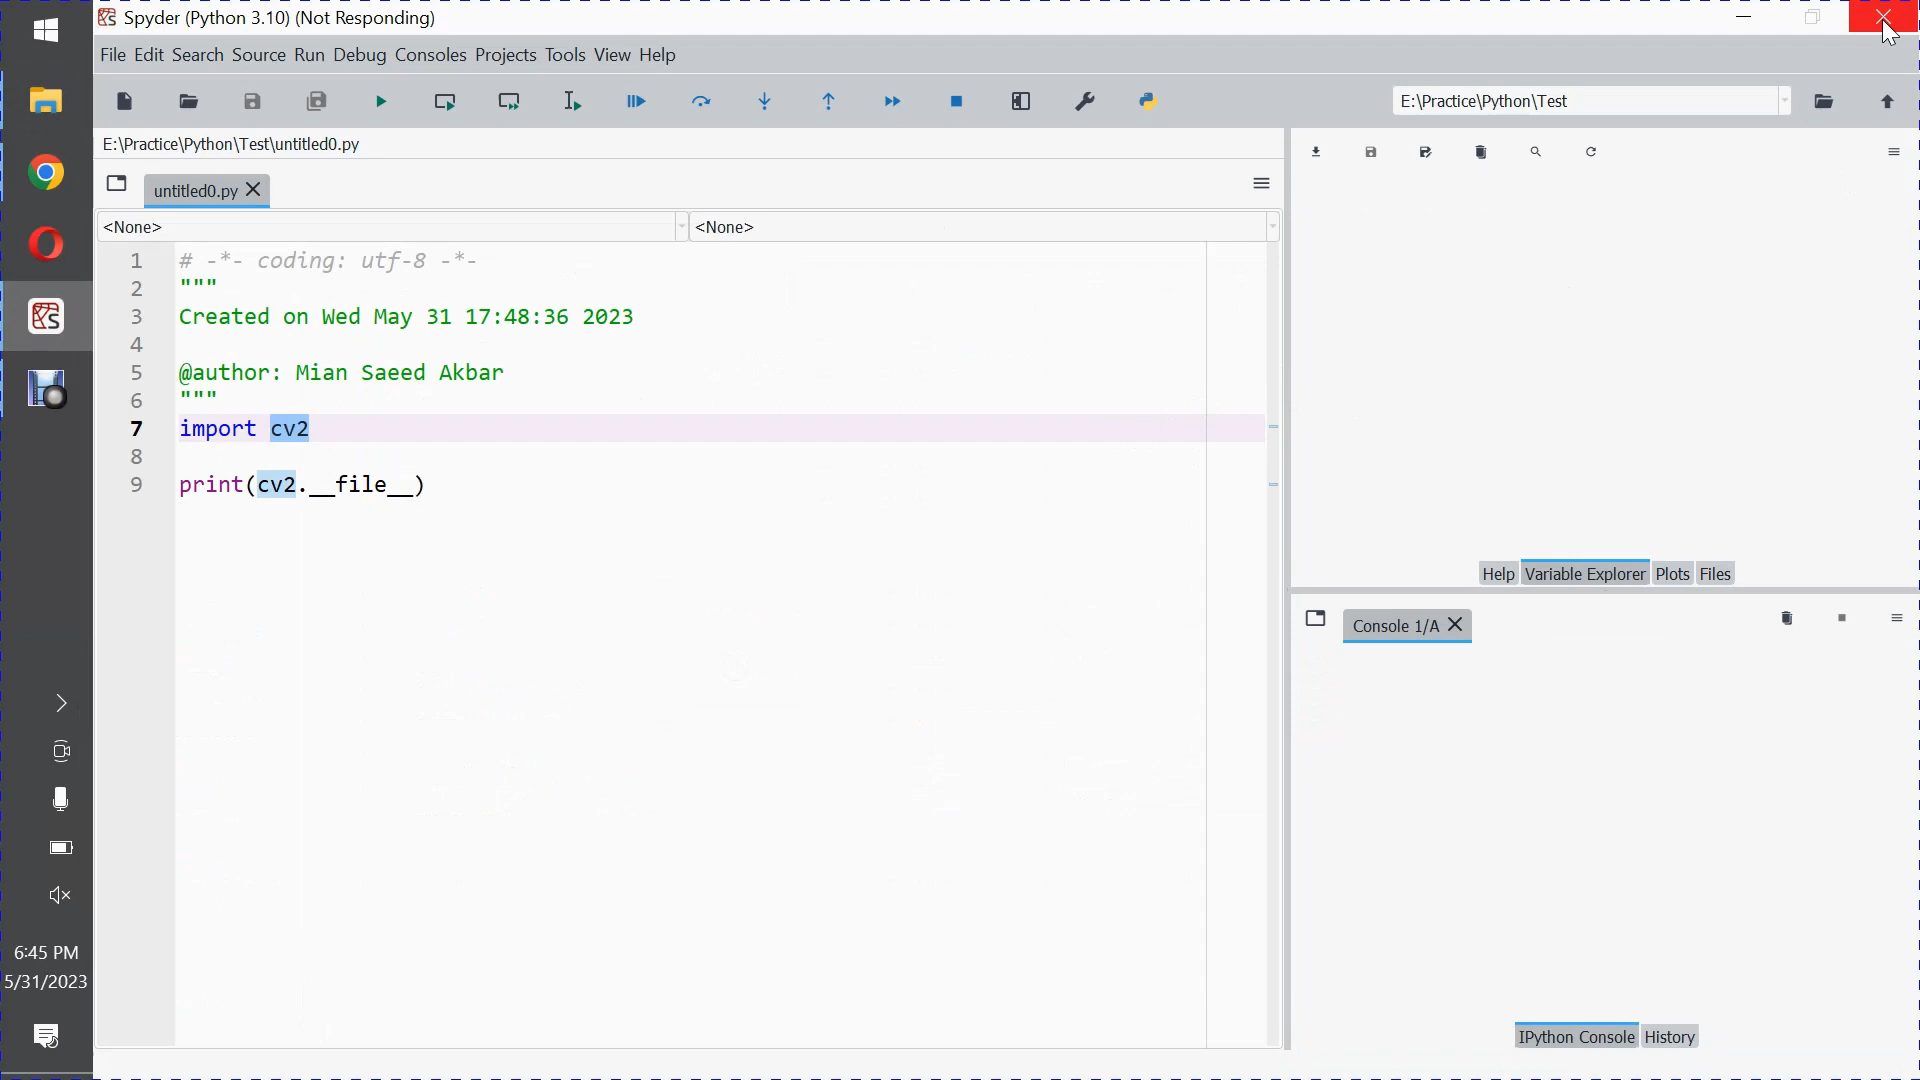 Spyder (Python 3.10) (Not Responding)
File Edit Search Source Run Debug Consoles Projects Tools View Help
E:\Practice\Python\Test
E:\Practice\Python\Test\untitled0.py
untitled0.py
<None> <None>
1 # -*- coding: utf-8 -*-
2 """
3 Created on Wed May 31 17:48:36 2023
4
5 @author: Mian Saeed Akbar
6 """
7 import cv2
8
9 print(cv2.__file__)
Help Variable Explorer Plots Files
Console 1/A
IPython Console History
6:45 PM
5/31/2023